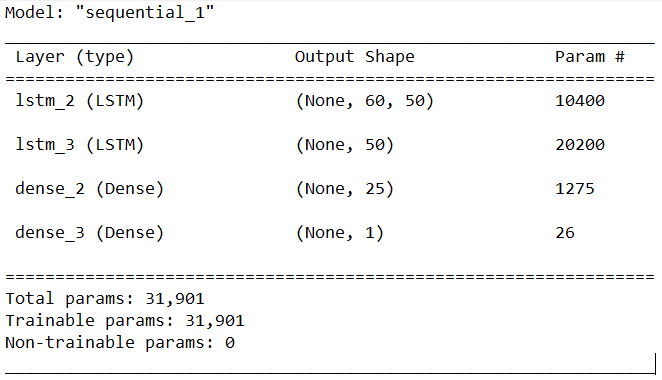 Model: "sequential_1"
Layer (type) Output Shape Param #
lstm_2 (LSTM) (None, 60, 50) 10400
lstm_3 (LSTM) (None, 50) 20200
dense_2 (Dense) (None, 25) 1275
dense_3 (Dense) (None, 1) 26
Total params: 31,901
Trainable params: 31,901
Non-trainable params: 0